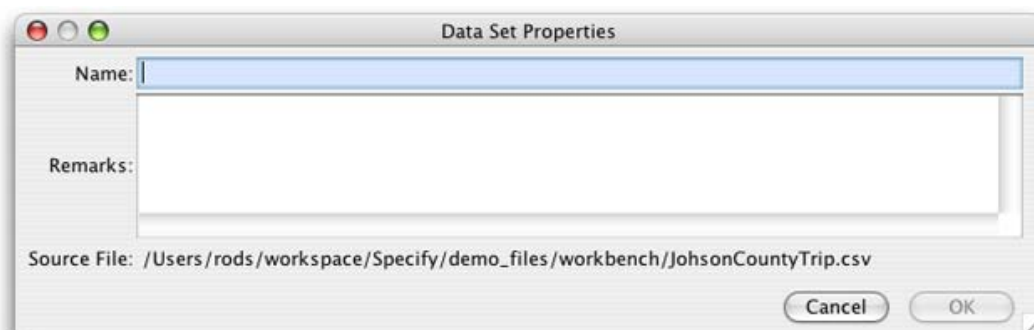 Data Set Properties
Name:
Remarks:
Source File: /Users/rods/workspace/Specify/demo_files/workbench/JohsonCountyTrip.csv
Cancel OK